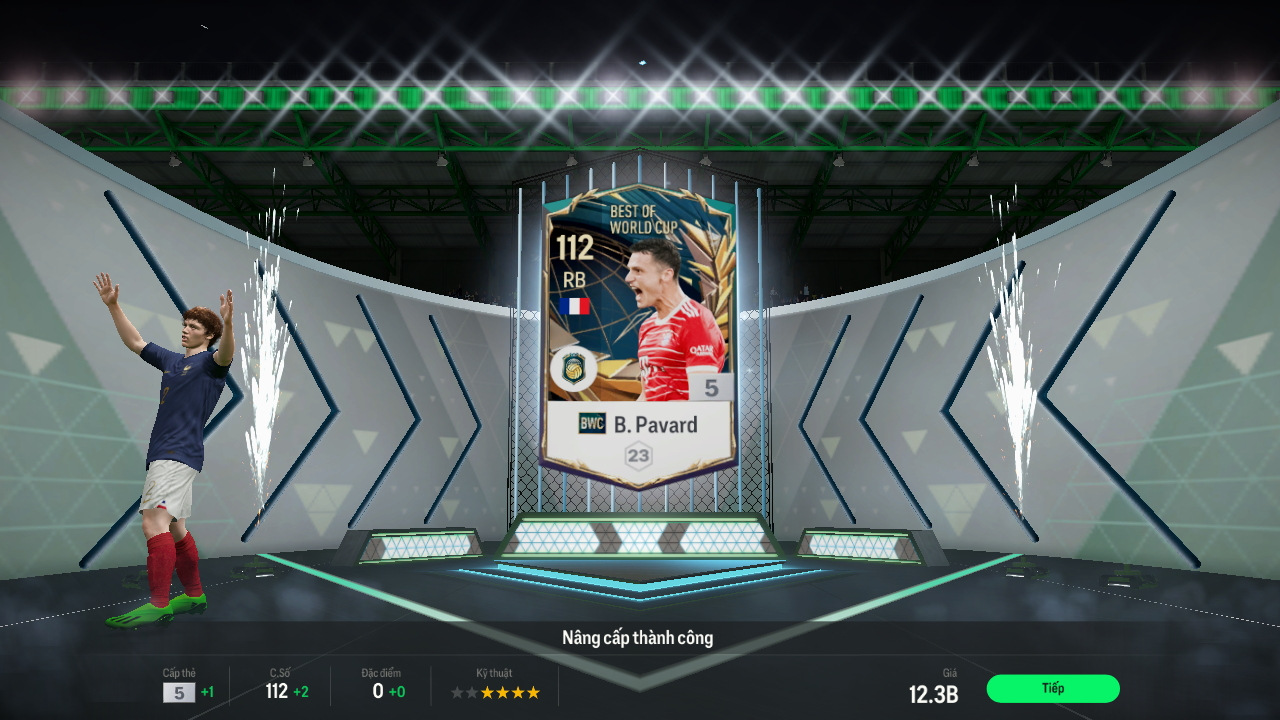 BEST OF
WORLD CUP
112
RB
QATAR
5
BWC B. Pavard
23
Nâng cấp thành công
Cấp thẻ
5 +1
C.Số
112 +2
Đặc điểm
0 +0
Kỹ thuật
Giá
12.3B
Tiếp